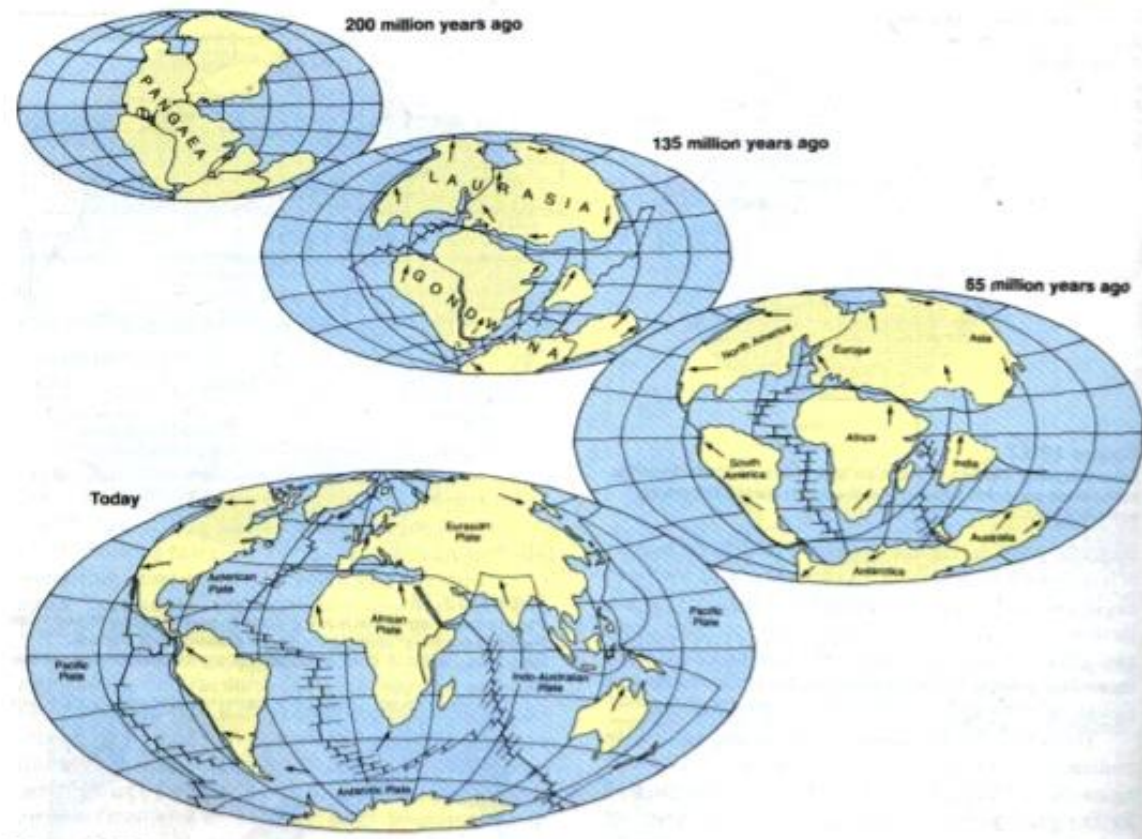 200 million years ago
PANGAEA
135 million years ago
LAURASIA
GONDWANA
55 million years ago
North America
Europe
Asia
Africa
South
America
India
Australia
Antarctica
Today
Eurasian
Plate
American
Plate
African
Plate
Pacific
Plate
Pacific
Plate
Indo-Australian
Plate
Antarctic Plate